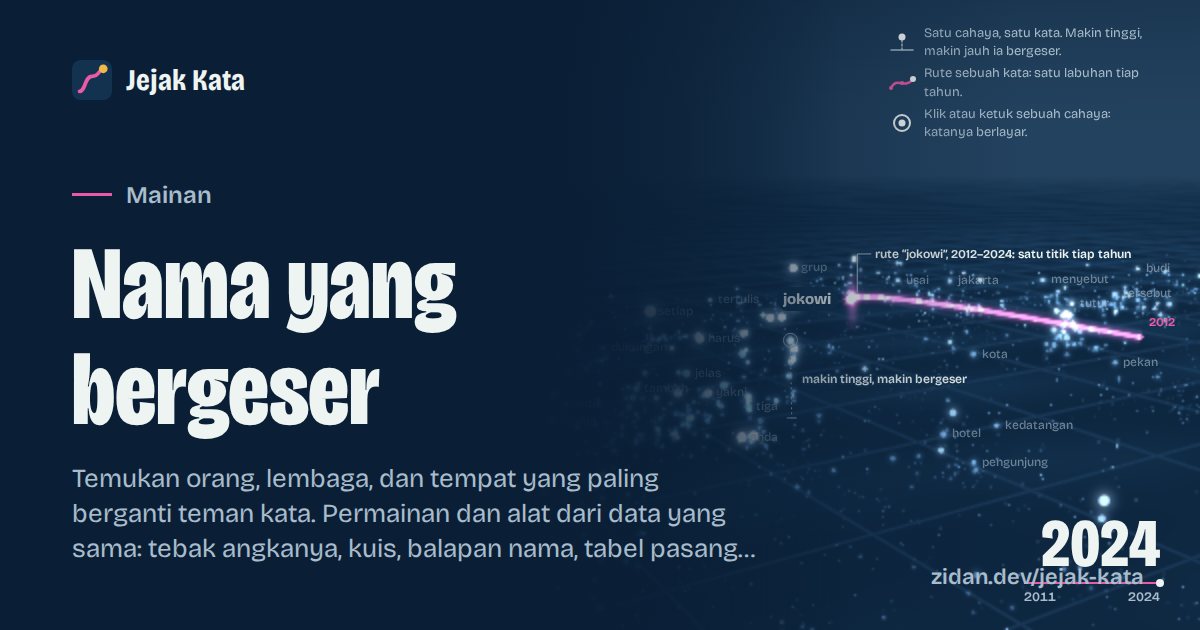 Jejak Kata
Satu cahaya, satu kata. Makin tinggi,
makin jauh ia bergeser.
Rute sebuah kata: satu labuhan tiap
tahun.
Klik atau ketuk sebuah cahaya:
katanya berlayar.
Mainan
Nama yang
bergeser
Temukan orang, lembaga, dan tempat yang paling
berganti teman kata. Permainan dan alat dari data yang
sama: tebak angkanya, kuis, balapan nama, tabel pasang…
rute “jokowi”, 2012–2024: satu titik tiap tahun
grup
usai
jakarta
menyebut
budi
tersebut
tertulis
jokowi
tutur
setiap
2012
harus
dukungan
kota
pekan
jelas
makin tinggi, makin bergeser
yakni
tiga
kedatangan
hotel
pengunjung
2024
zidan.dev/jejak-kata
2011
2024